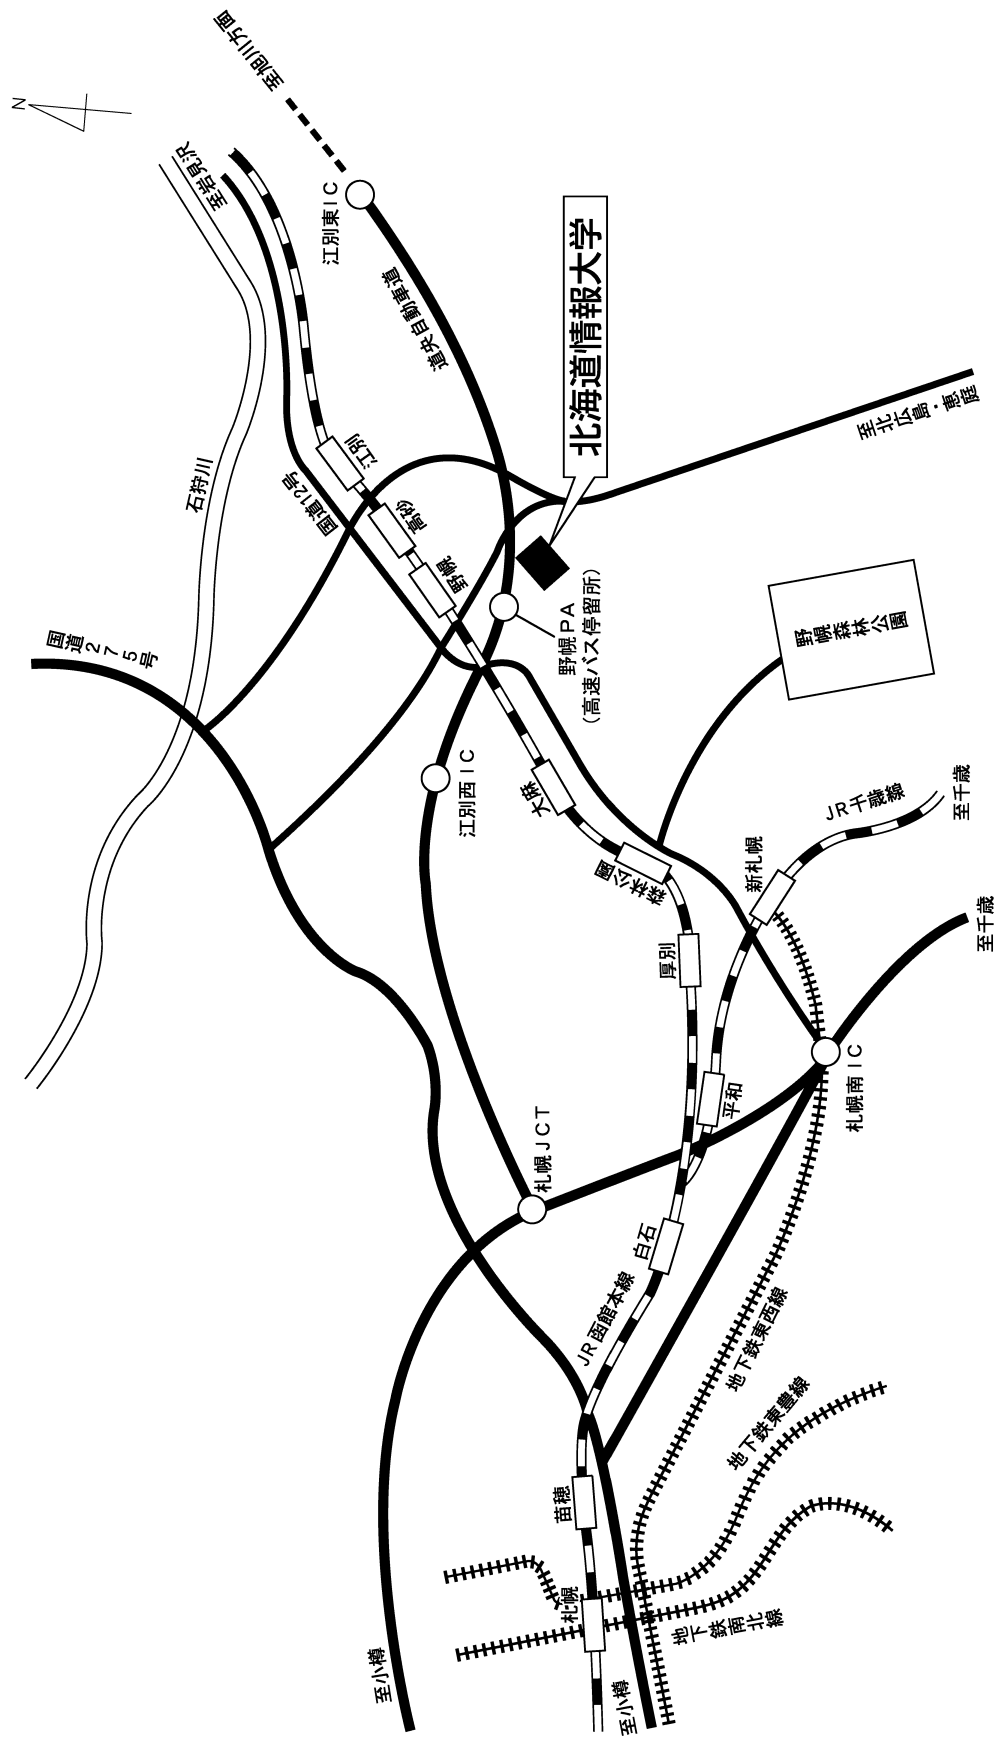 N
至旭川方面
至岩見沢
江別東IC
道央自動車道
北海道情報大学
至北広島・恵庭
石狩川
国道12号
江別
高砂
野幌
国道275号
野幌PA
(高速バス停留所)
野幌森林公園
江別西IC
大麻
森林公園
JR千歳線
至千歳
新札幌
厚別
至千歳
平和
札幌南IC
札幌JCT
白石
JR函館本線
地下鉄東西線
地下鉄東豊線
苗穂
札幌
地下鉄南北線
至小樽
至小樽